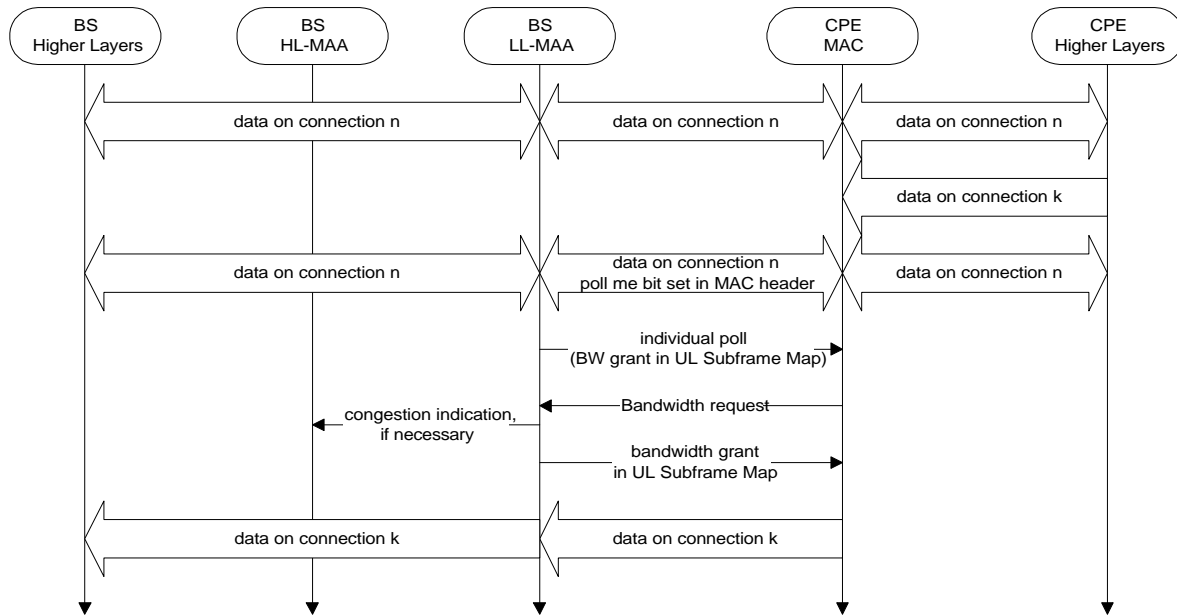 BS
Higher Layers
BS
HL-MAA
BS
LL-MAA
CPE
MAC
CPE
Higher Layers
data on connection n
data on connection n
data on connection n
data on connection k
data on connection n
data on connection n
poll me bit set in MAC header
data on connection n
individual poll
(BW grant in UL Subframe Map)
Bandwidth request
congestion indication,
if necessary
bandwidth grant
in UL Subframe Map
data on connection k
data on connection k